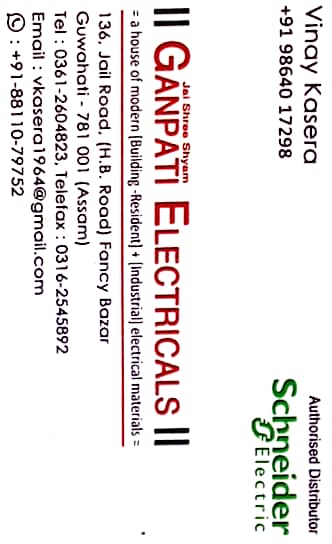 Vinay Kasera
+91 98640 17298
Authorised Distributor
Schneider
Electric
Jai Shree Shyam
|| GANPATI ELECTRICALS ||
= a house of modern [Building -Resident] + [Industrial] electrical materials =
136, Jail Road, (H.B. Road) Fancy Bazar
Guwahati - 781 001 (Assam)
Tel : 0361-2604823, Telefax : 0316-2545892
Email : vkasera1964@gmail.com
: +91-88110-79752